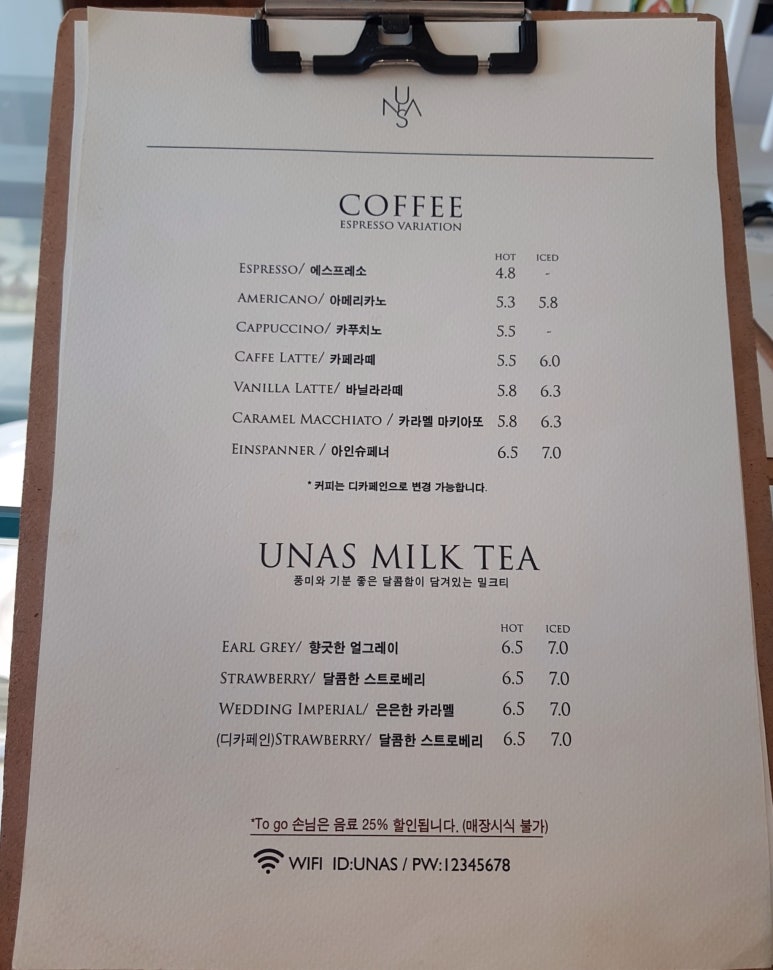 UNAS
COFFEE
ESPRESSO VARIATION
HOT ICED
ESPRESSO/ 에스프레소 4.8 -
AMERICANO/ 아메리카노 5.3 5.8
CAPPUCCINO/ 카푸치노 5.5 -
CAFFE LATTE/ 카페라떼 5.5 6.0
VANILLA LATTE/ 바닐라라떼 5.8 6.3
CARAMEL MACCHIATO / 카라멜 마키아또 5.8 6.3
EINSPANNER / 아인슈페너 6.5 7.0
* 커피는 디카페인으로 변경 가능합니다.
UNAS MILK TEA
풍미와 기분 좋은 달콤함이 담겨있는 밀크티
HOT ICED
EARL GREY/ 향긋한 얼그레이 6.5 7.0
STRAWBERRY/ 달콤한 스트로베리 6.5 7.0
WEDDING IMPERIAL/ 은은한 카라멜 6.5 7.0
(디카페인)STRAWBERRY/ 달콤한 스트로베리 6.5 7.0
*To go 손님은 음료 25% 할인됩니다. (매장시식 불가)
WIFI ID:UNAS / PW:12345678